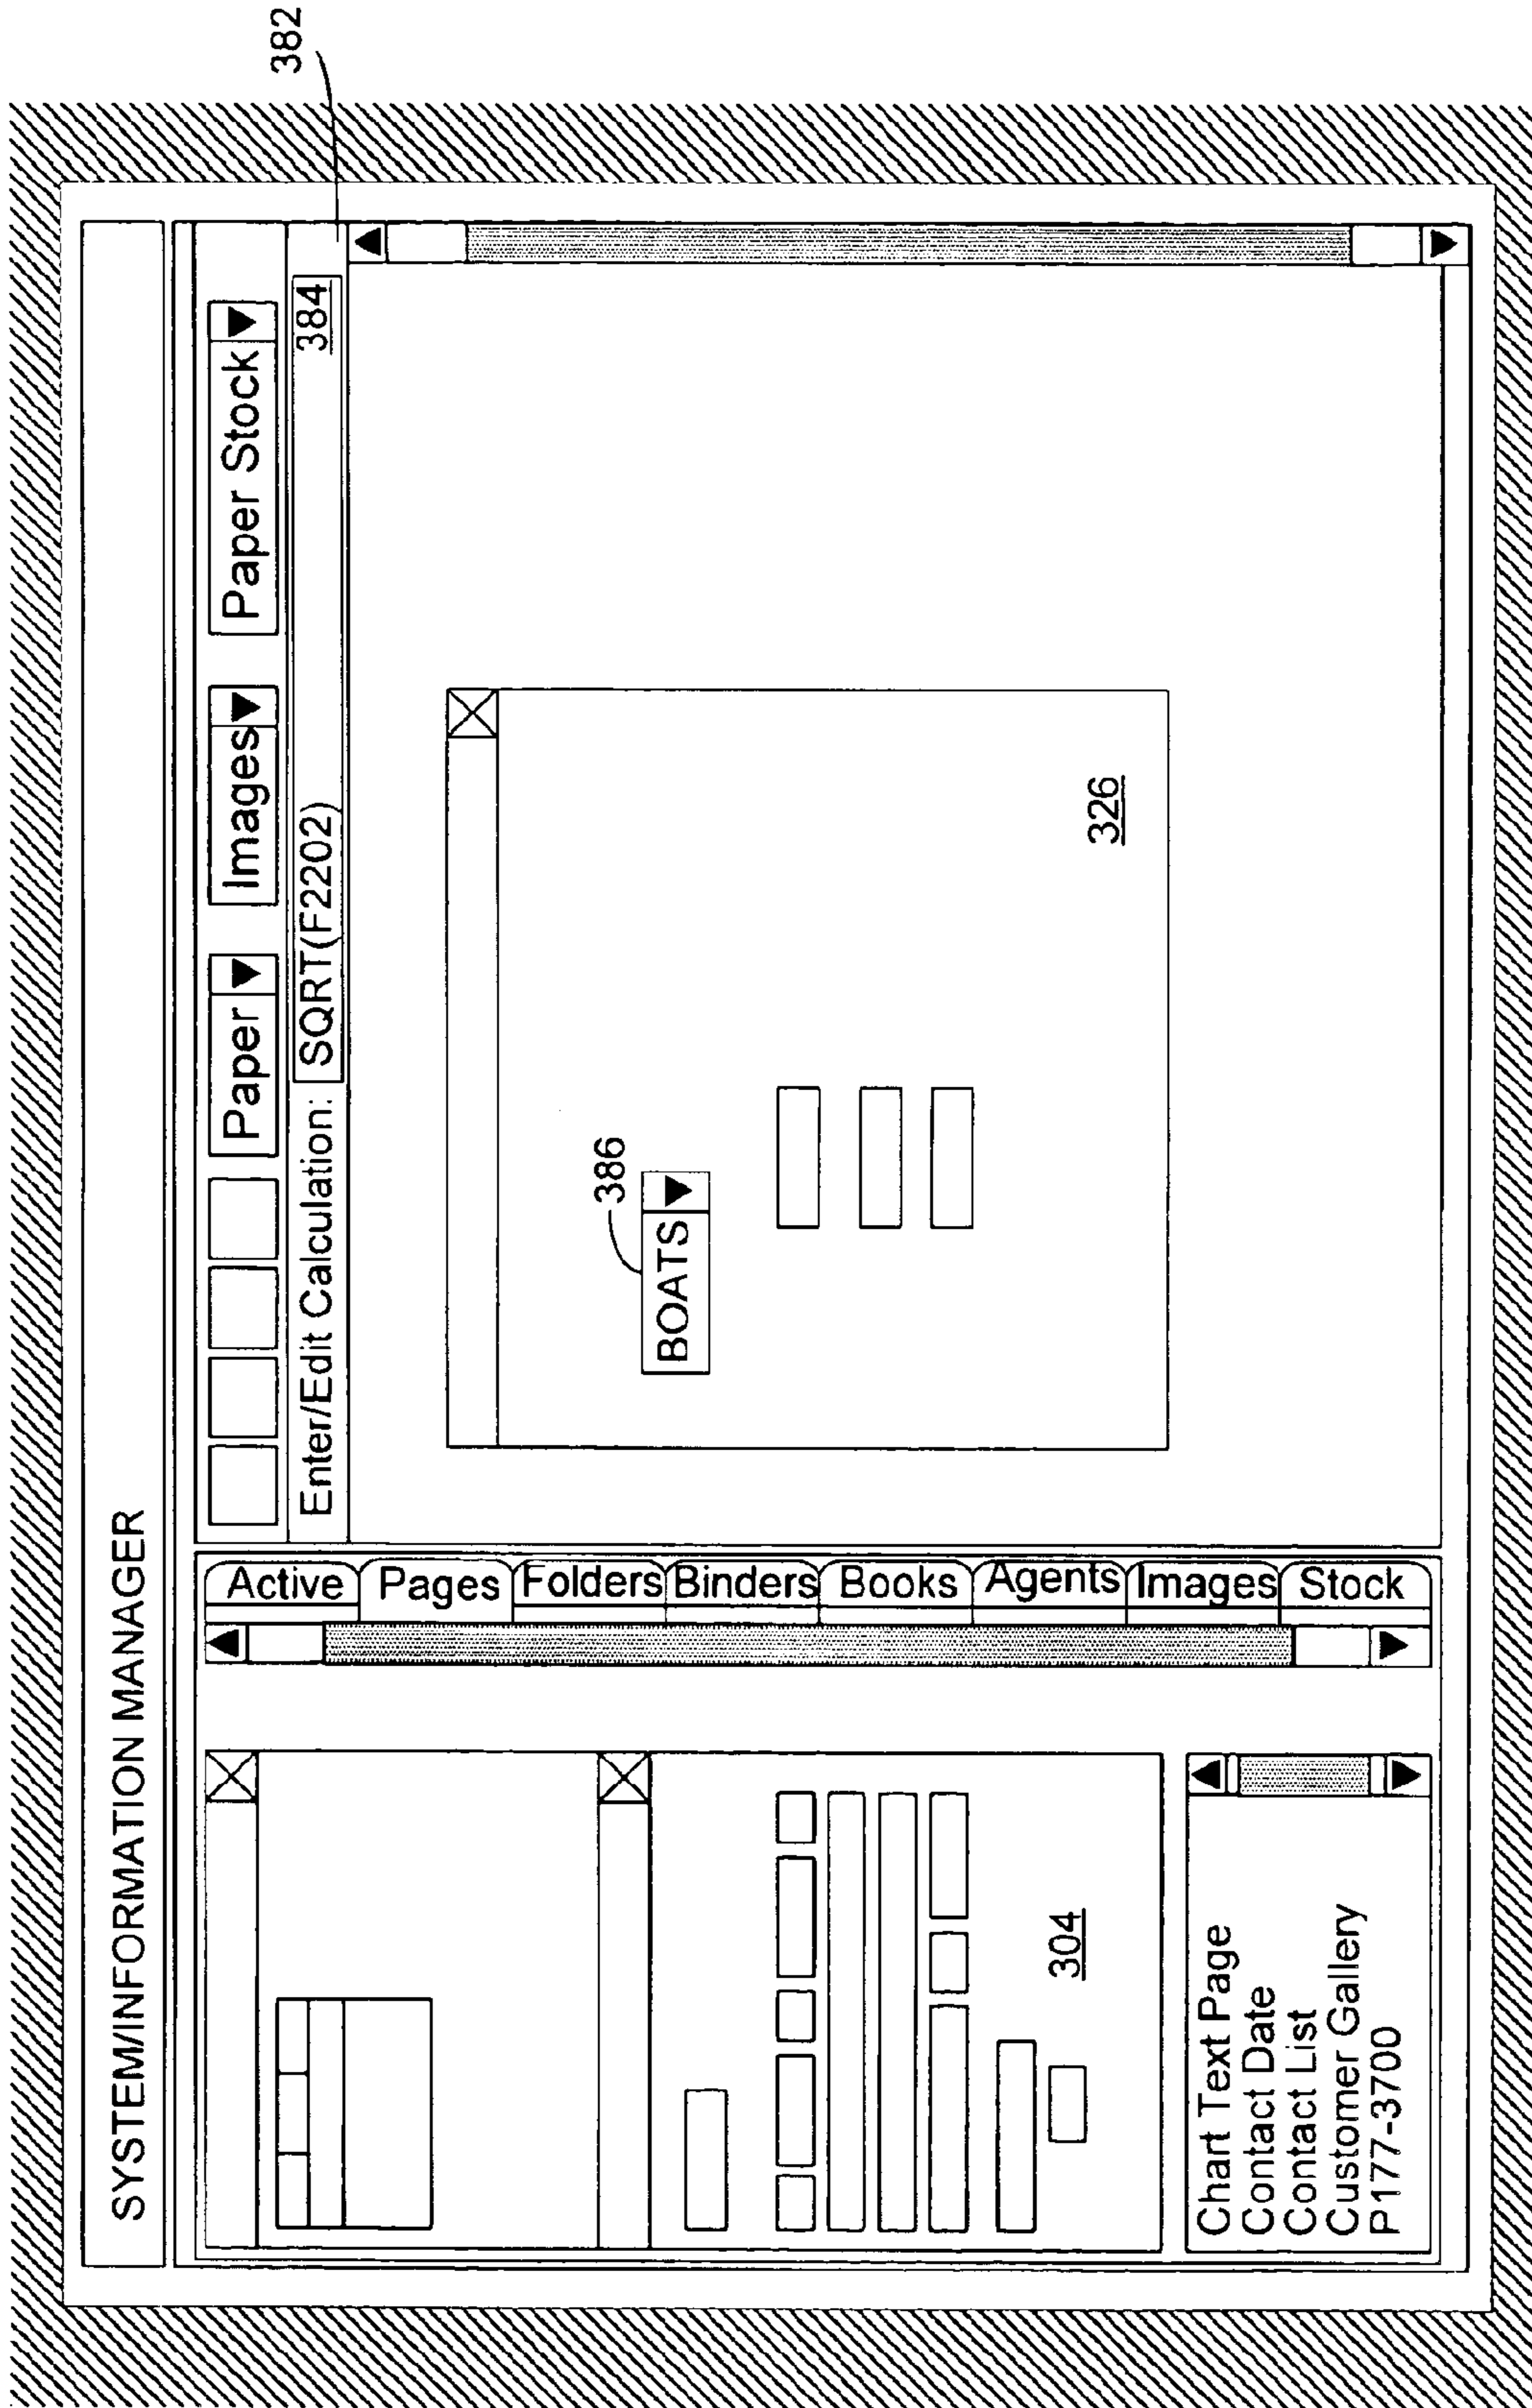 382
SYSTEM/INFORMATION MANAGER
Paper Images Paper Stock
Enter/Edit Calculation: SQRT(F2202) 384
Active
Pages
Folders
Binders
Books
Agents
Images
Stock
386
BOATS
326
304
Chart Text Page
Contact Date
Contact List
Customer Gallery
P177-3700